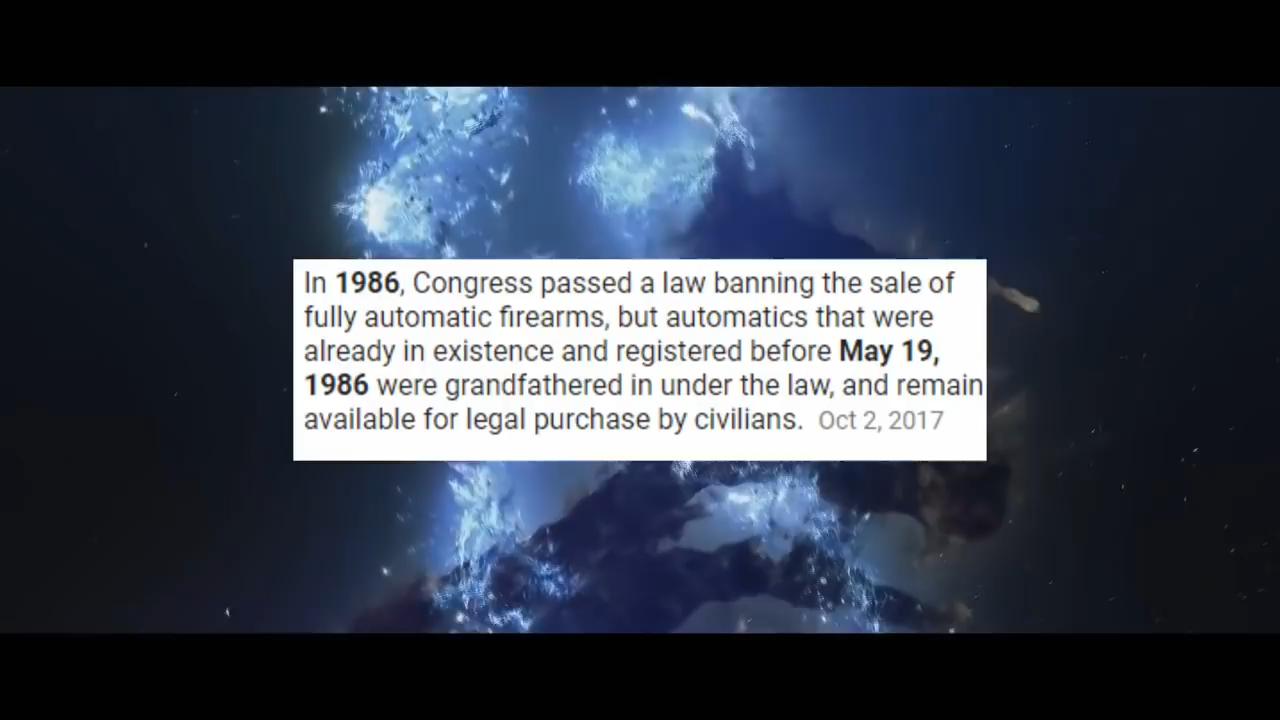 In 1986, Congress passed a law banning the sale of
fully automatic firearms, but automatics that were
already in existence and registered before May 19,
1986 were grandfathered in under the law, and remain
available for legal purchase by civilians. Oct 2, 2017